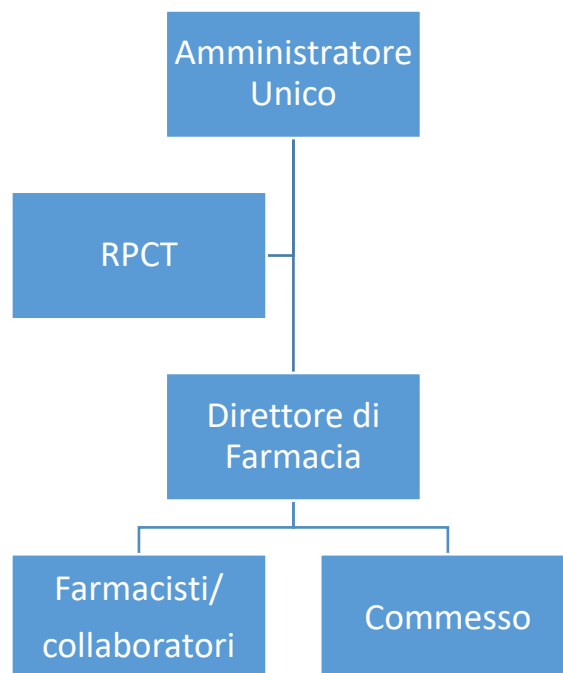 Amministratore
Unico
RPCT
Direttore di
Farmacia
Farmacisti/
collaboratori
Commesso